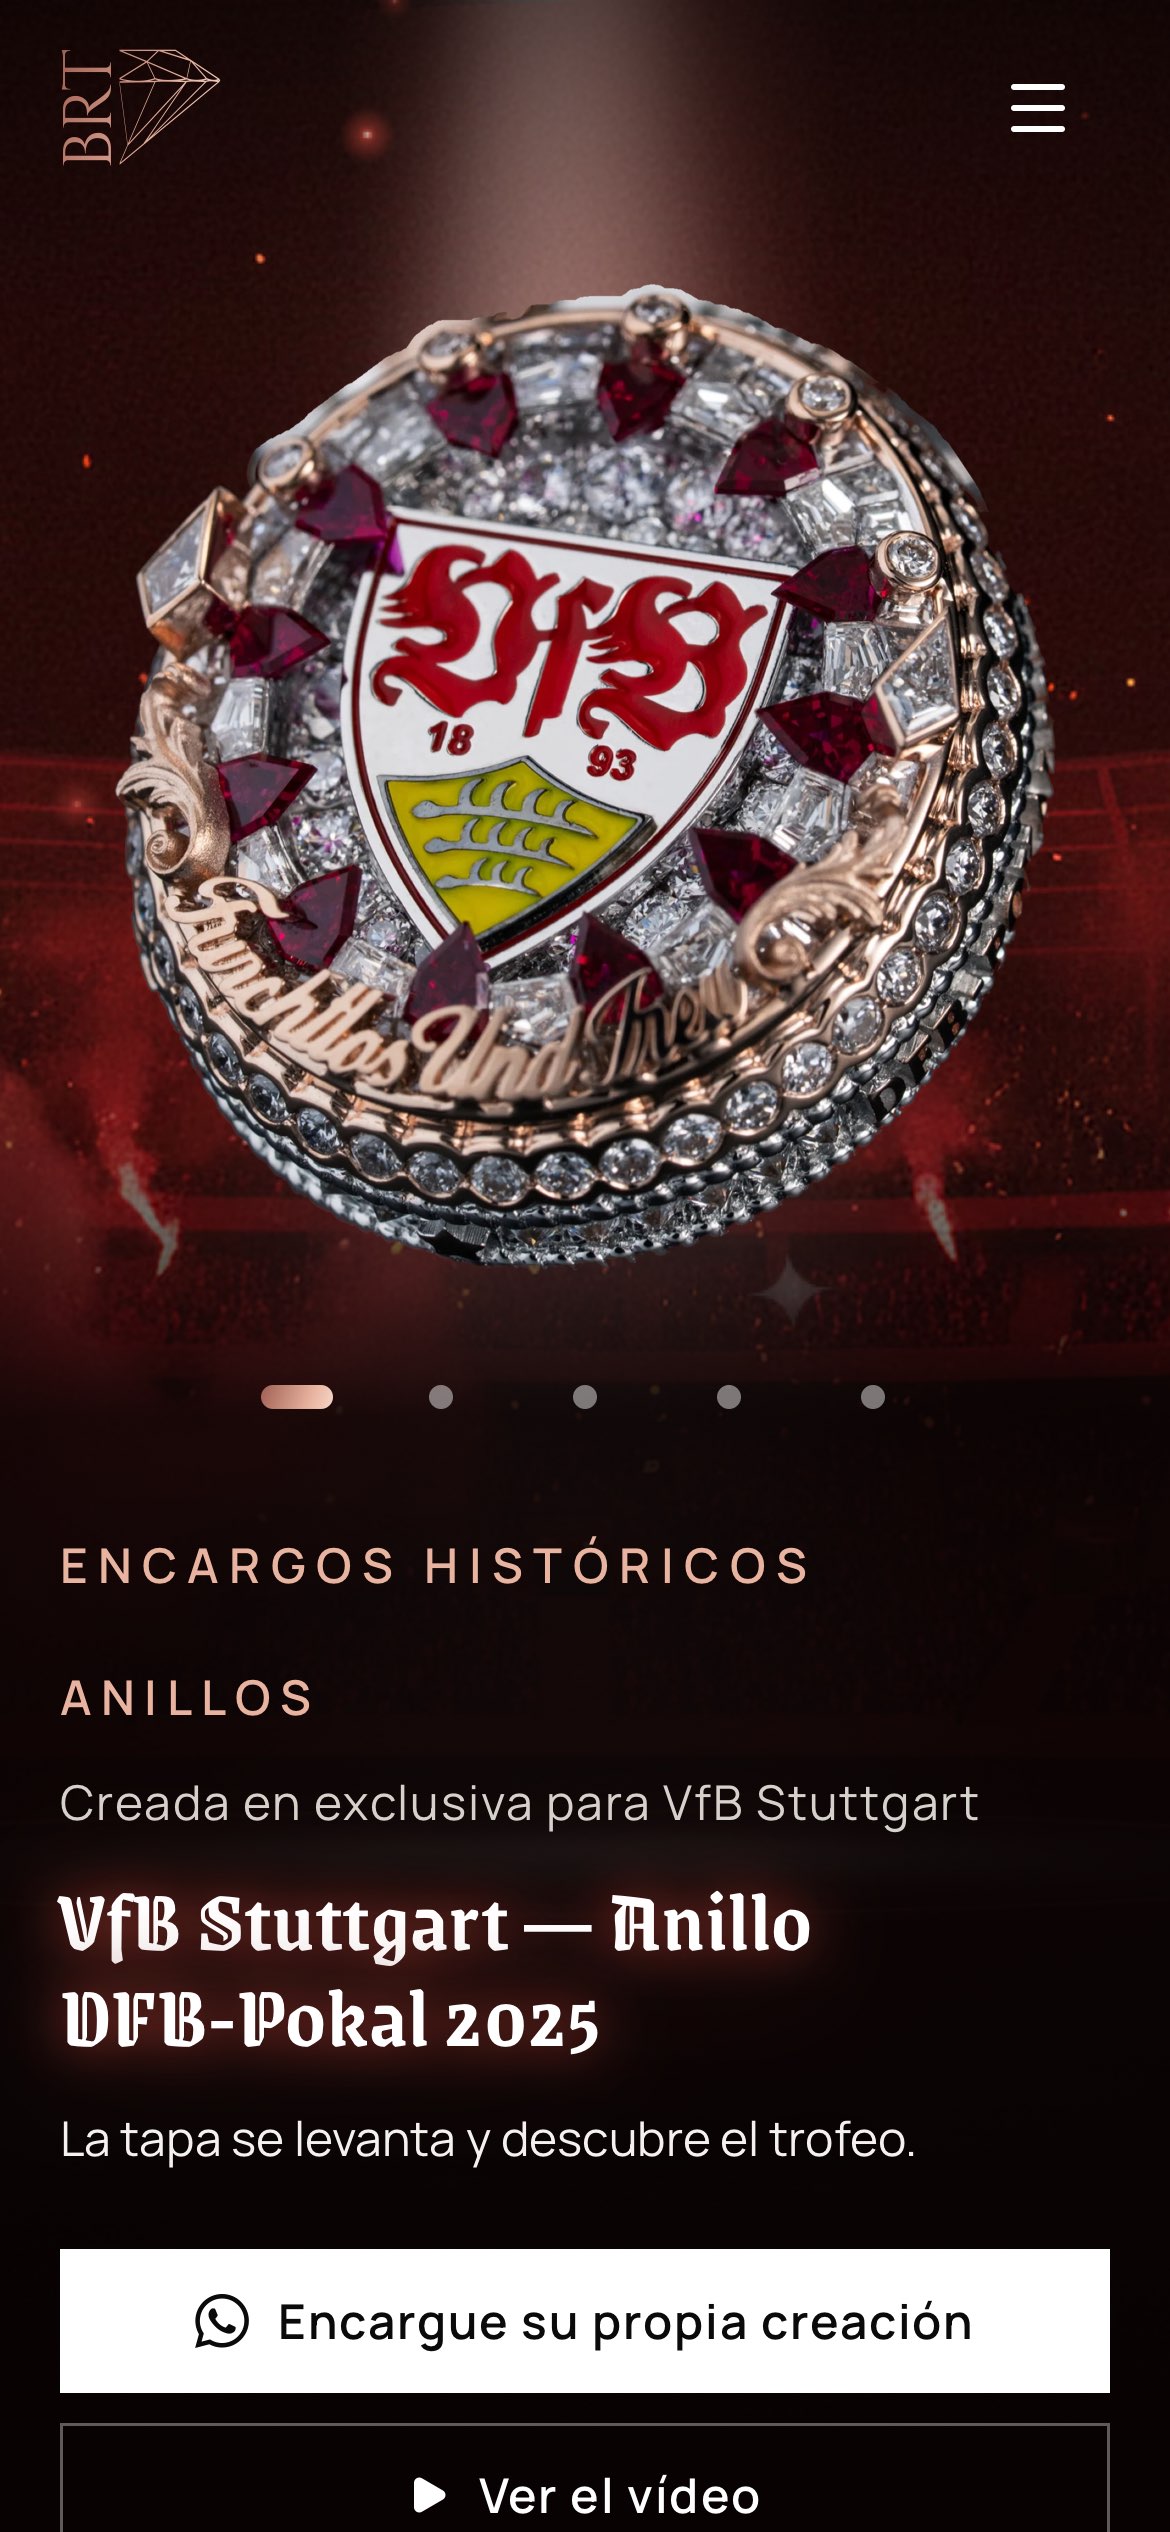 BRT
VfB
18 93
Furchtlos Und Treu
DFB
ENCARGOS HISTÓRICOS
ANILLOS
Creada en exclusiva para VfB Stuttgart
VfB Stuttgart — Anillo
DFB-Pokal 2025
La tapa se levanta y descubre el trofeo.
Encargue su propia creación
Ver el vídeo